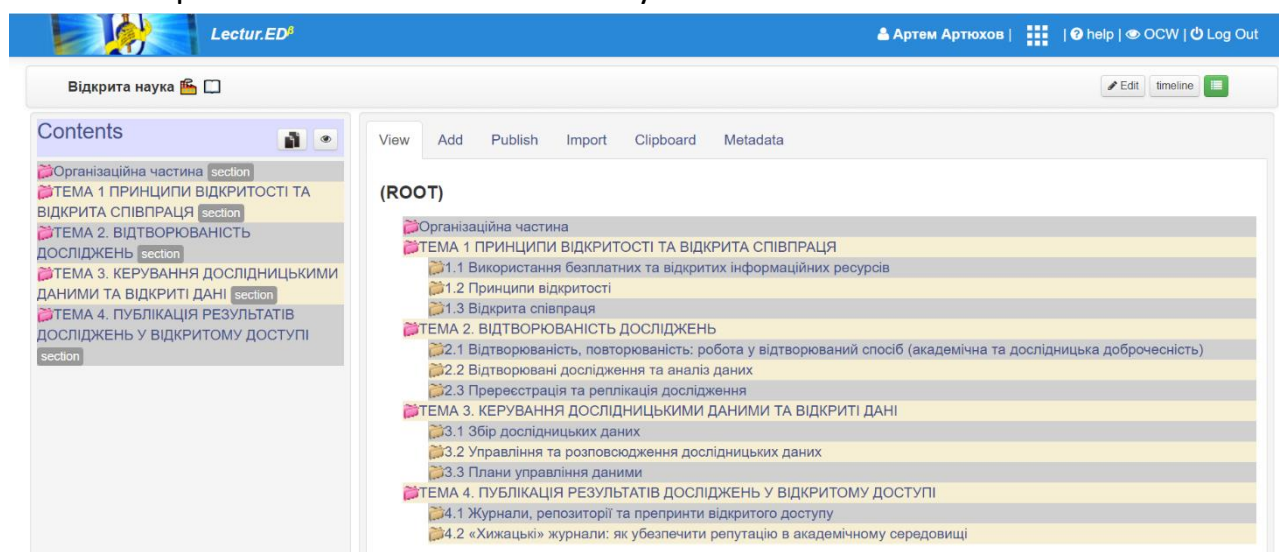 Lectur.EDβ
Артем Артюхов | | help | OCW | Log Out
Відкрита наука
Edit timeline
Contents
Організаційна частина section
ТЕМА 1 ПРИНЦИПИ ВІДКРИТОСТІ ТА
ВІДКРИТА СПІВПРАЦЯ section
ТЕМА 2. ВІДТВОРЮВАНІСТЬ
ДОСЛІДЖЕНЬ section
ТЕМА 3. КЕРУВАННЯ ДОСЛІДНИЦЬКИМИ
ДАНИМИ ТА ВІДКРИТІ ДАНІ section
ТЕМА 4. ПУБЛІКАЦІЯ РЕЗУЛЬТАТІВ
ДОСЛІДЖЕНЬ У ВІДКРИТОМУ ДОСТУПІ
section
View Add Publish Import Clipboard Metadata
(ROOT)
Організаційна частина
ТЕМА 1 ПРИНЦИПИ ВІДКРИТОСТІ ТА ВІДКРИТА СПІВПРАЦЯ
1.1 Використання безплатних та відкритих інформаційних ресурсів
1.2 Принципи відкритості
1.3 Відкрита співпраця
ТЕМА 2. ВІДТВОРЮВАНІСТЬ ДОСЛІДЖЕНЬ
2.1 Відтворюваність, повторюваність: робота у відтворюваний спосіб (академічна та дослідницька доброчесність)
2.2 Відтворювані дослідження та аналіз даних
2.3 Пререєстрація та реплікація дослідження
ТЕМА 3. КЕРУВАННЯ ДОСЛІДНИЦЬКИМИ ДАНИМИ ТА ВІДКРИТІ ДАНІ
3.1 Збір дослідницьких даних
3.2 Управління та розповсюдження дослідницьких даних
3.3 Плани управління даними
ТЕМА 4. ПУБЛІКАЦІЯ РЕЗУЛЬТАТІВ ДОСЛІДЖЕНЬ У ВІДКРИТОМУ ДОСТУПІ
4.1 Журнали, репозиторії та препринти відкритого доступу
4.2 «Хижацькі» журнали: як убезпечити репутацію в академічному середовищі